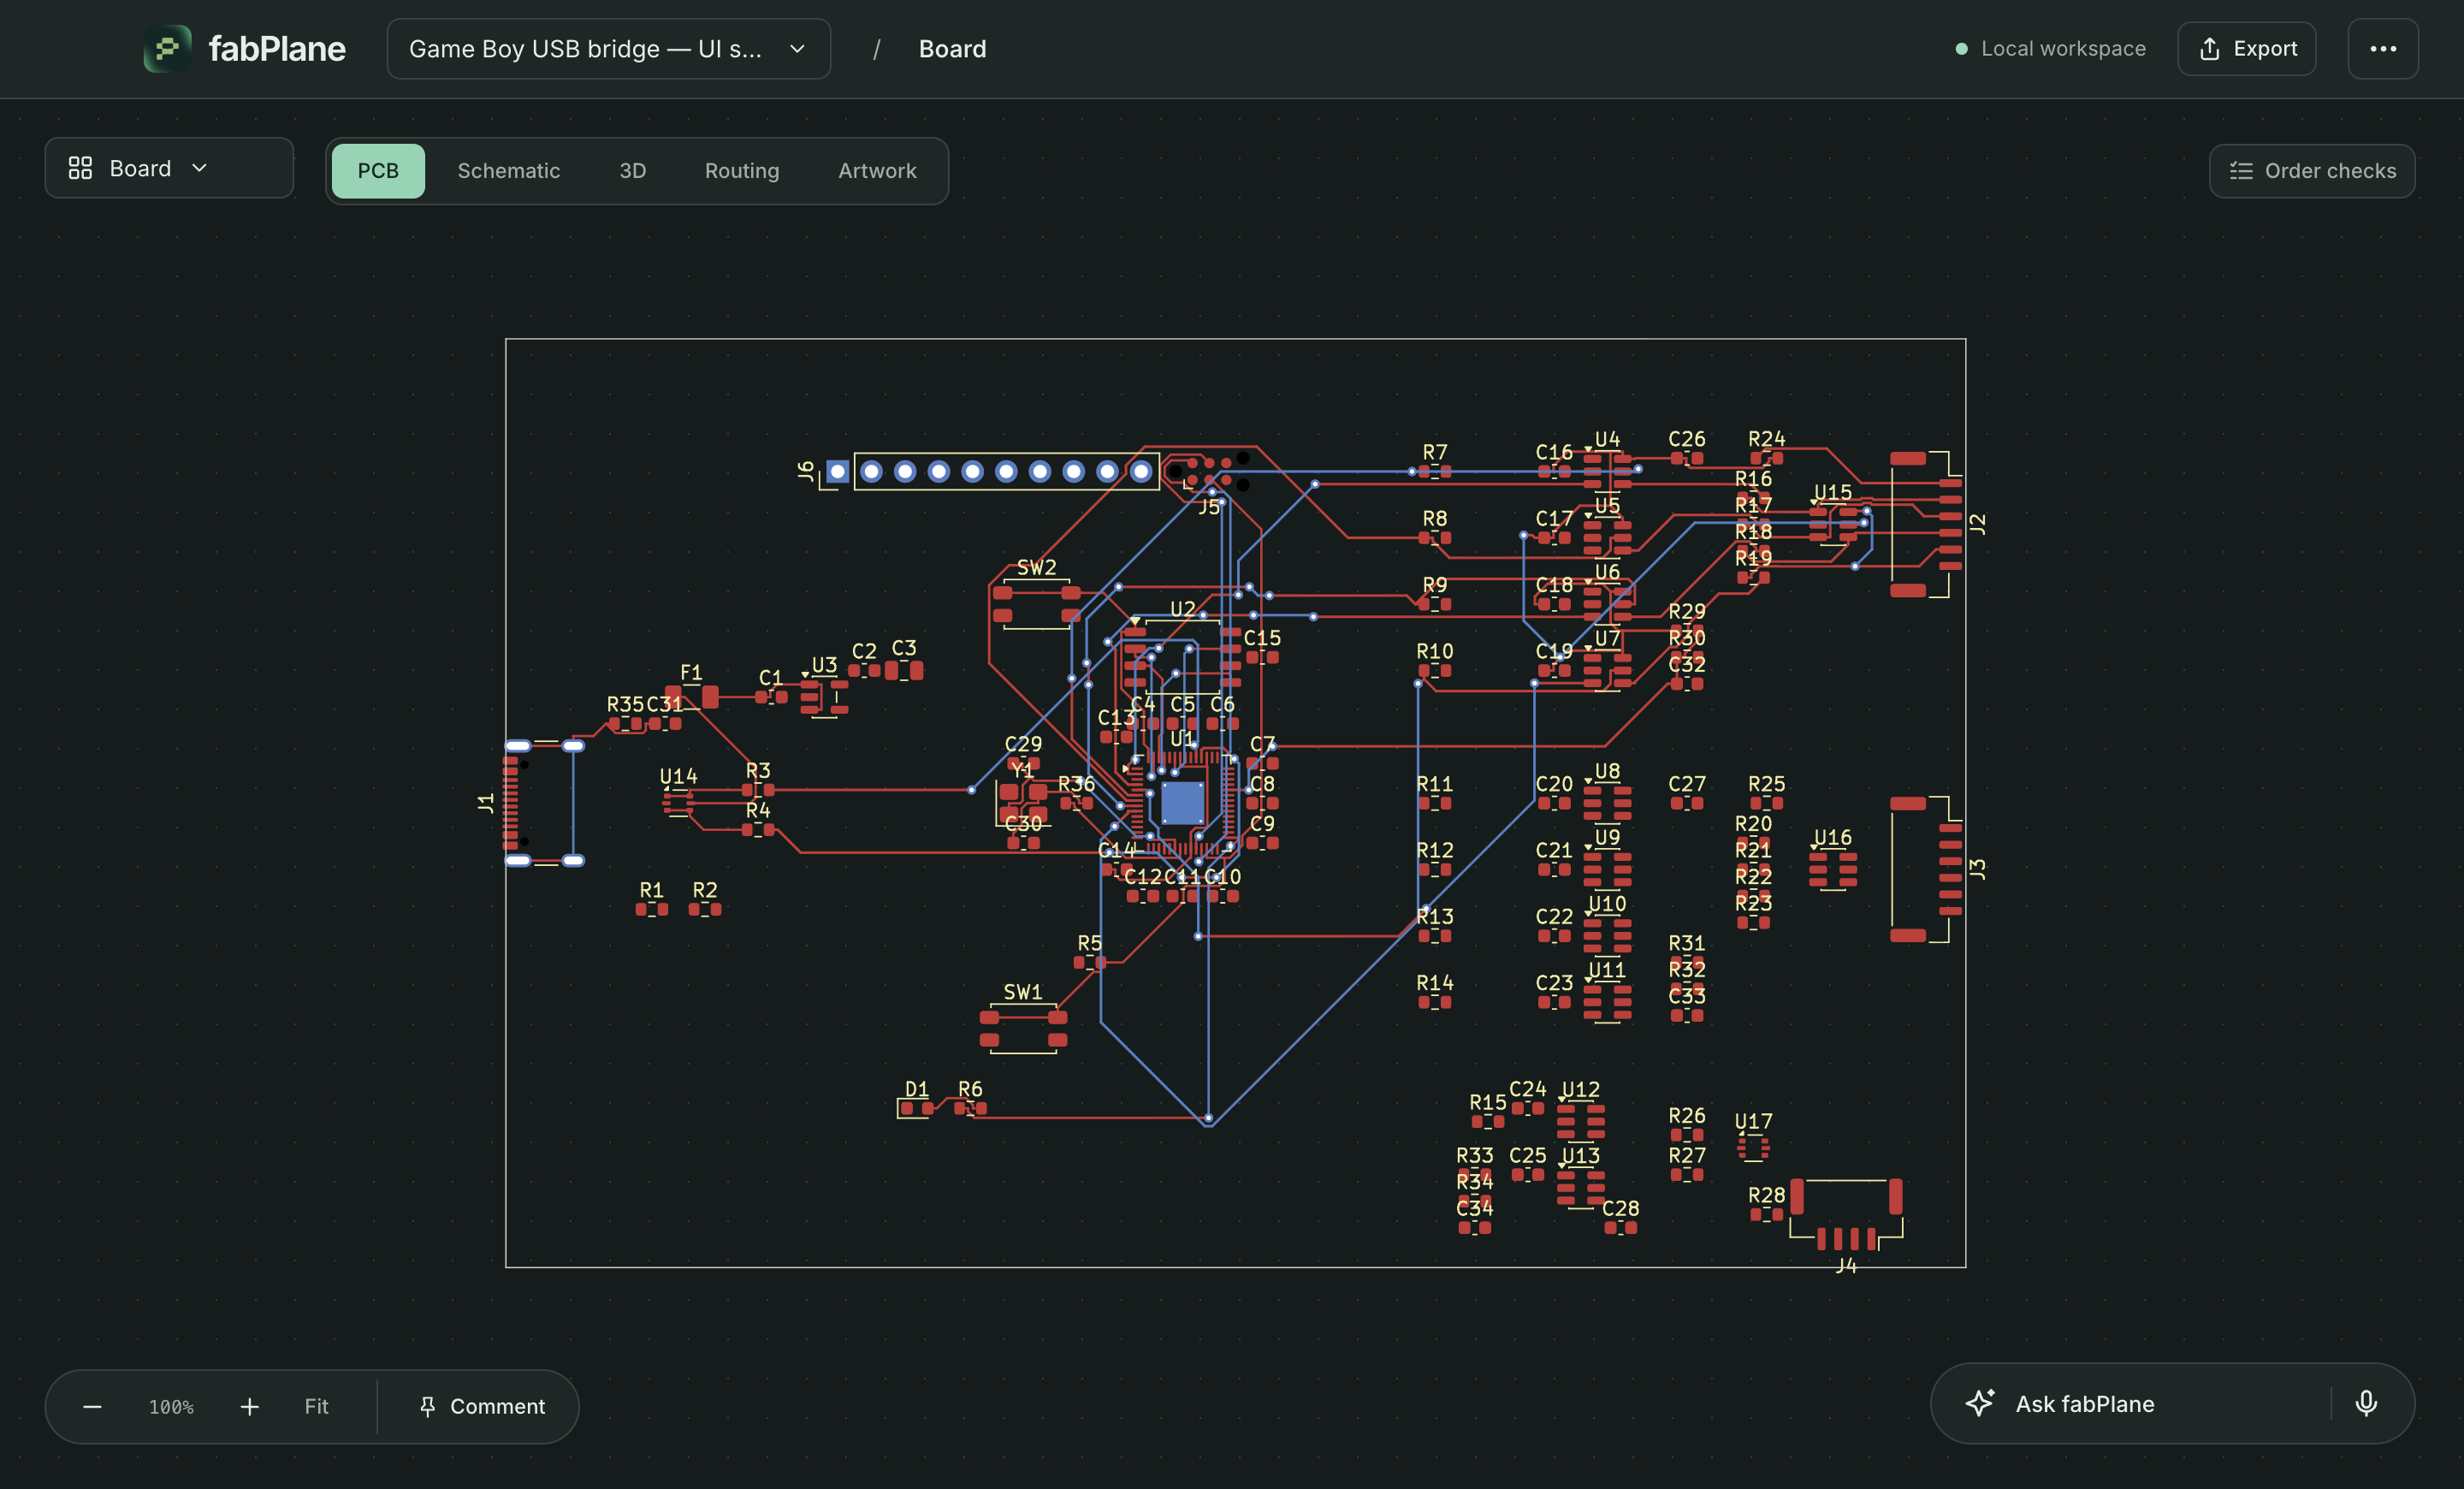 fabPlane
Game Boy USB bridge — UI s...
/
Board
Local workspace
Export
Board
PCB
Schematic
3D
Routing
Artwork
Order checks
J6
J5
R7
C16
U4
C26
R24
R16
U15
R17
R8
C17
U5
R18
J2
R19
SW2
R9
C18
U6
U2
R29
C15
R10
C19
U7
R30
C32
F1
C1
U3
C2
C3
R35
C31
C4
C5
C6
C13
U1
C29
C7
Y1
U14
R3
R36
C8
R11
C20
U8
C27
R25
J1
R4
C30
C9
R20
R12
C21
U9
R21
U16
J3
C14
C12
C11
C10
R22
R1
R2
R23
R13
C22
U10
R5
R31
R14
C23
U11
R32
C33
SW1
D1
R6
R15
C24
U12
R26
U17
R33
C25
U13
R27
R34
R28
C34
C28
J4
100%
Fit
Comment
Ask fabPlane